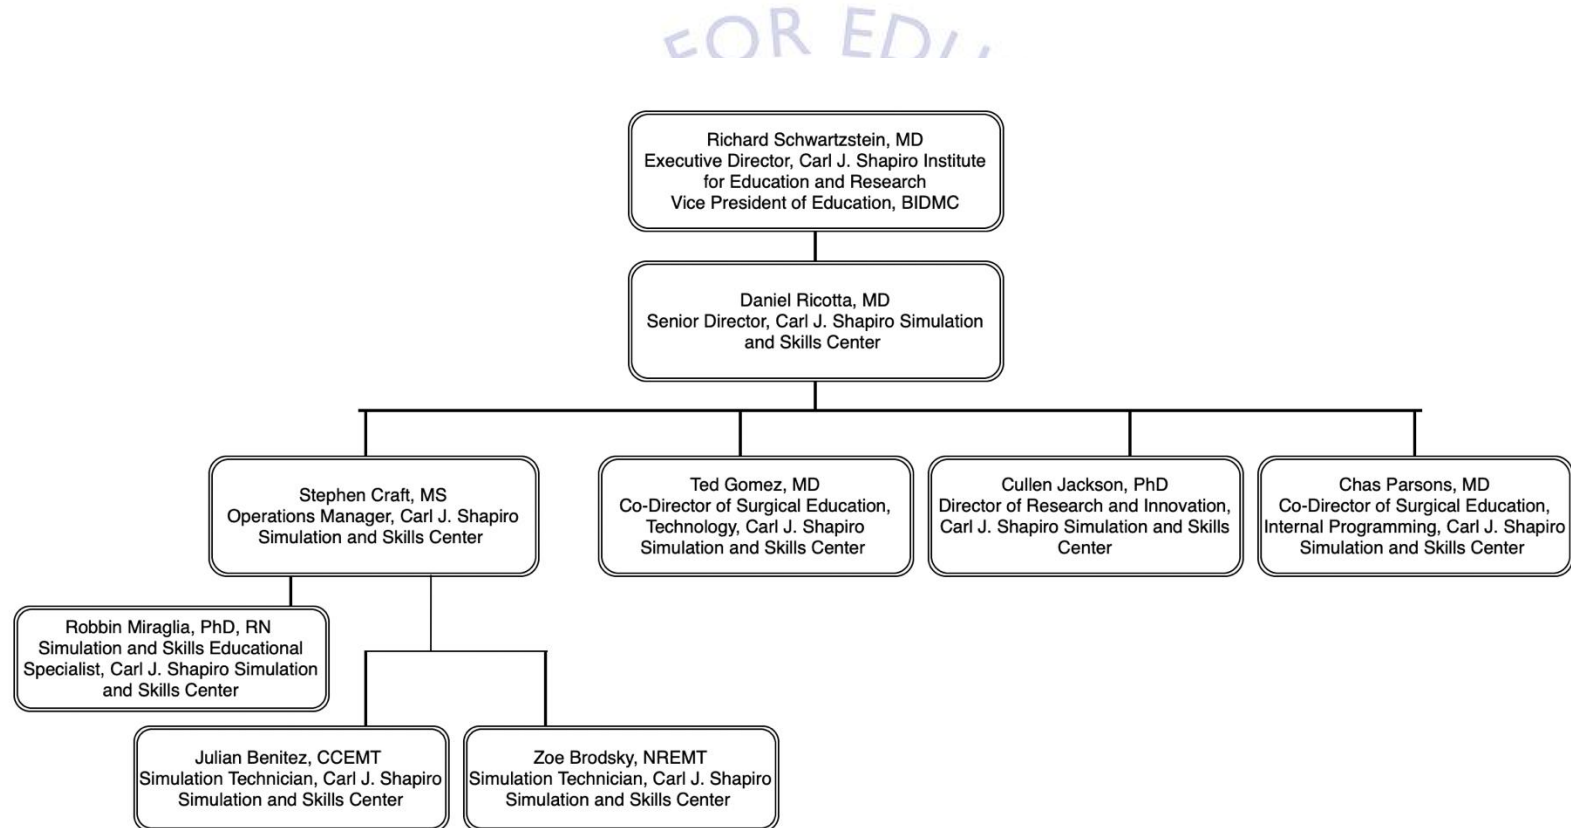 FOR EDU
Richard Schwartzstein, MD
Executive Director, Carl J. Shapiro Institute
for Education and Research
Vice President of Education, BIDMC
Daniel Ricotta, MD
Senior Director, Carl J. Shapiro Simulation
and Skills Center
Stephen Craft, MS
Operations Manager, Carl J. Shapiro
Simulation and Skills Center
Ted Gomez, MD
Co-Director of Surgical Education,
Technology, Carl J. Shapiro
Simulation and Skills Center
Cullen Jackson, PhD
Director of Research and Innovation,
Carl J. Shapiro Simulation and Skills
Center
Chas Parsons, MD
Co-Director of Surgical Education,
Internal Programming, Carl J. Shapiro
Simulation and Skills Center
Robbin Miraglia, PhD, RN
Simulation and Skills Educational
Specialist, Carl J. Shapiro Simulation
and Skills Center
Julian Benitez, CCEMT
Simulation Technician, Carl J. Shapiro
Simulation and Skills Center
Zoe Brodsky, NREMT
Simulation Technician, Carl J. Shapiro
Simulation and Skills Center